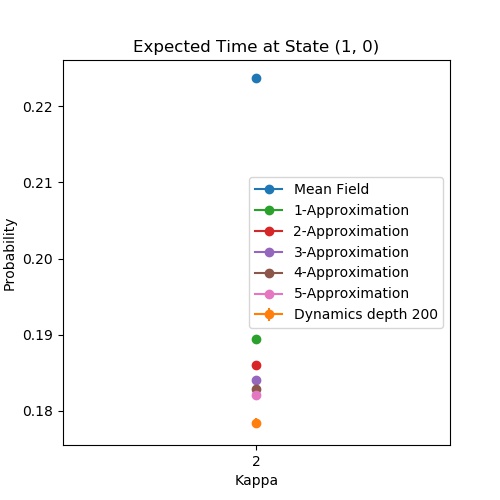 Expected Time at State (1, 0)
0.22
0.21
0.20
0.19
0.18
Probability
Mean Field
1-Approximation
2-Approximation
3-Approximation
4-Approximation
5-Approximation
Dynamics depth 200
2
Kappa